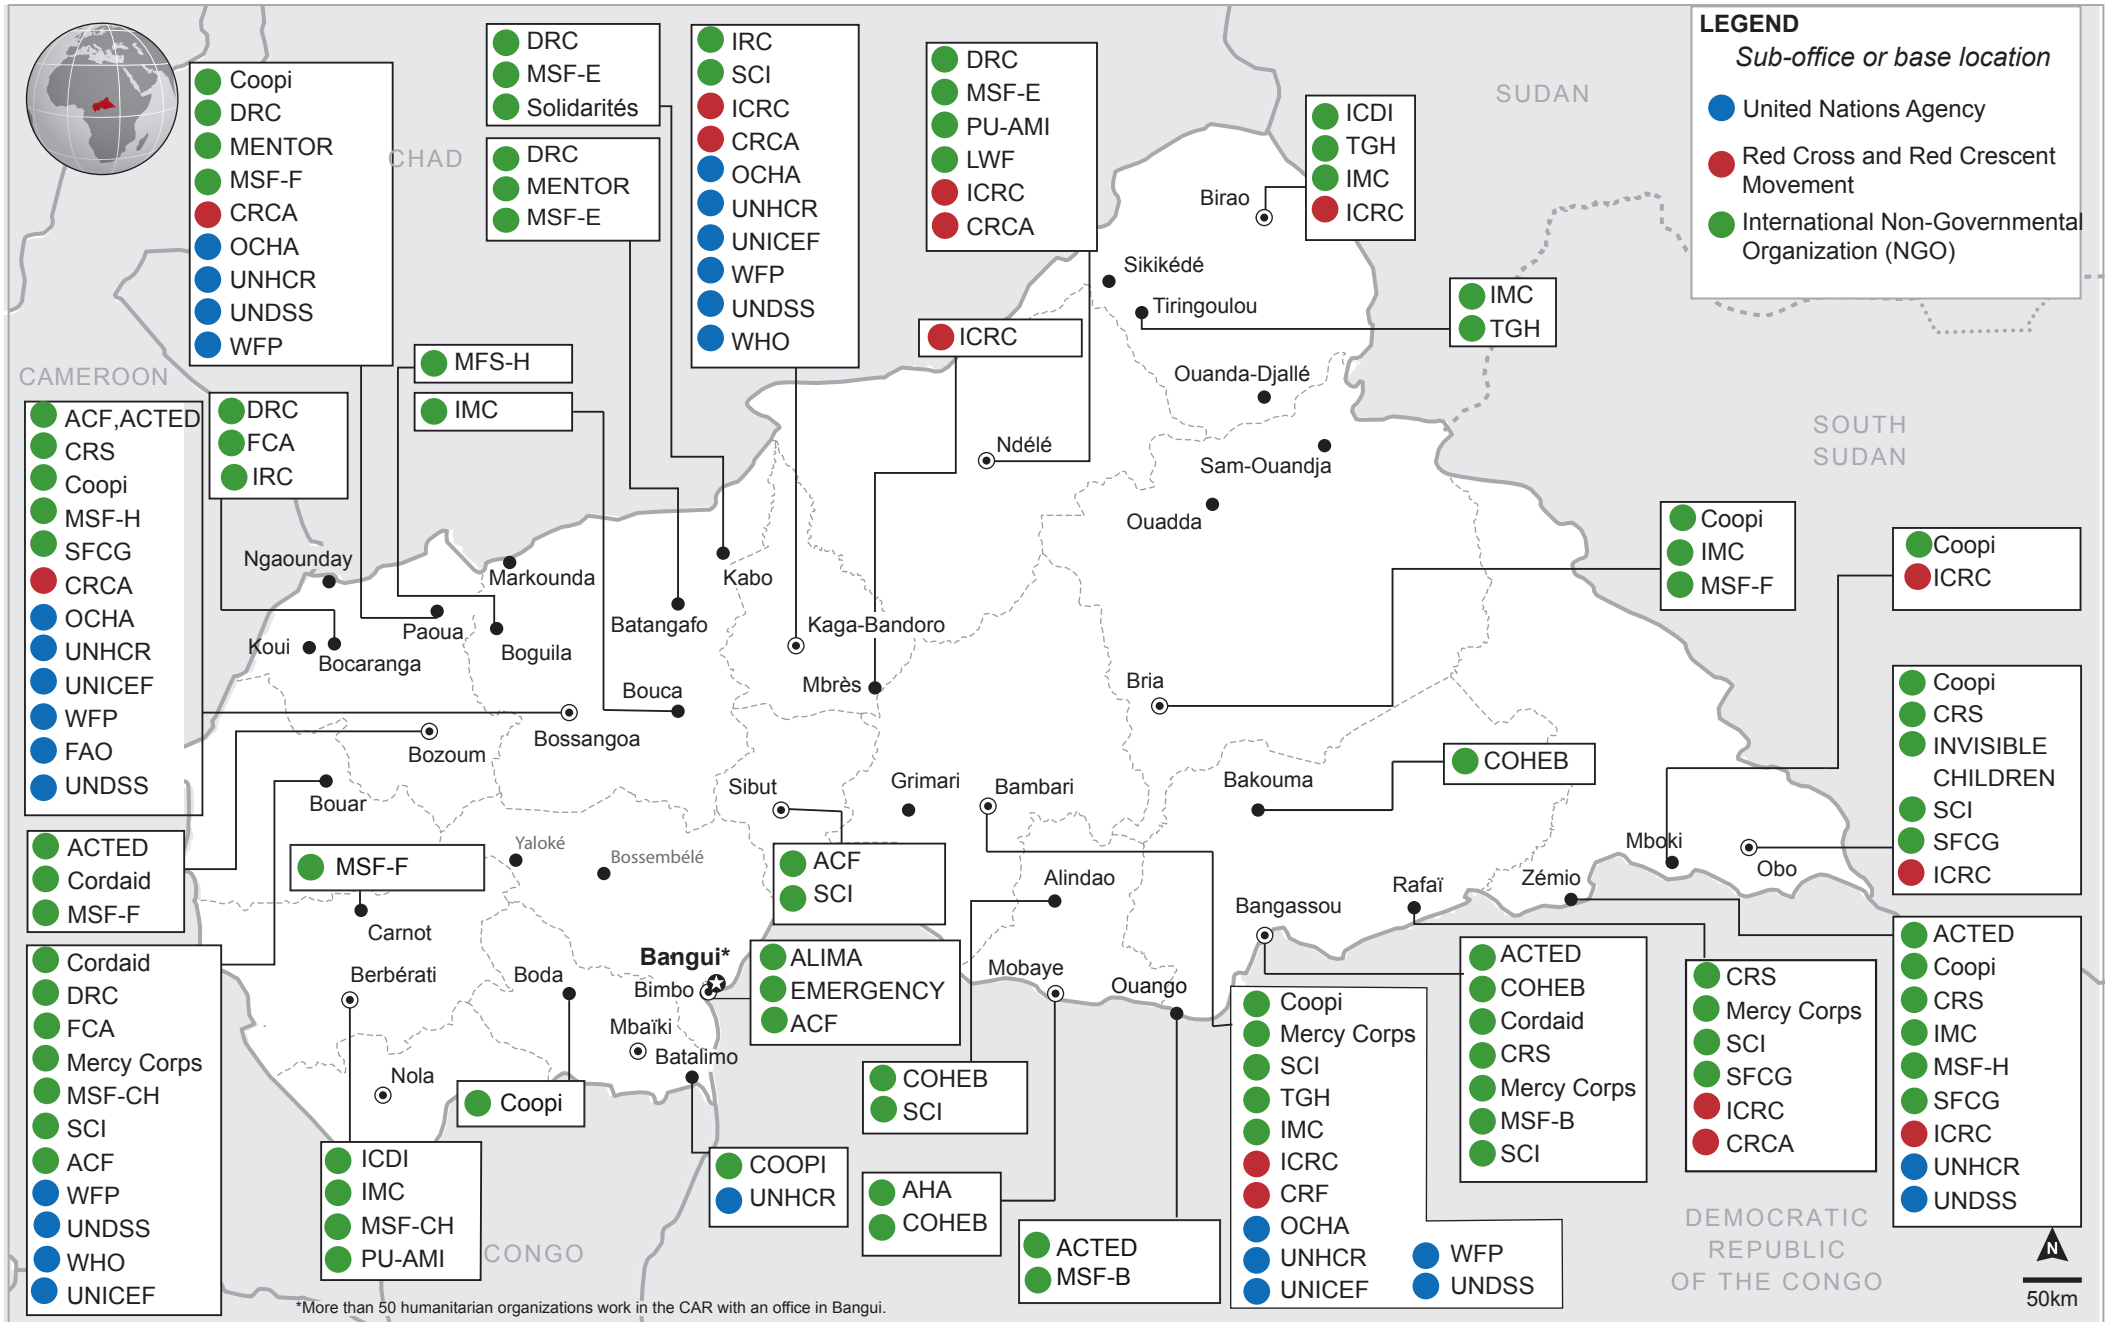 LEGEND
Sub-office or base location
United Nations Agency
Red Cross and Red Crescent
Movement
International Non-Governmental
Organization (NGO)
Coopi
DRC
MENTOR
MSF-F
CRCA
OCHA
UNHCR
UNDSS
WFP
CHAD
DRC
MSF-E
Solidarités
DRC
MENTOR
MSF-E
IRC
SCI
ICRC
CRCA
OCHA
UNHCR
UNICEF
WFP
UNDSS
WHO
DRC
MSF-E
PU-AMI
LWF
ICRC
CRCA
SUDAN
ICDI
TGH
IMC
ICRC
Birao
Sikikédé
Tiringoulou
IMC
TGH
ICRC
MFS-H
IMC
CAMEROON
ACF,ACTED
CRS
Coopi
MSF-H
SFCG
CRCA
OCHA
UNHCR
UNICEF
WFP
FAO
UNDSS
DRC
FCA
IRC
Ouanda-Djallé
Ndélé
Sam-Ouandja
Ouadda
SOUTH
SUDAN
Coopi
IMC
MSF-F
Coopi
ICRC
Ngaounday
Markounda
Kabo
Paoua
Batangafo
Kaga-Bandoro
Koui
Bocaranga
Boguila
Bouca
Mbrès
Bria
Bozoum
Bossangoa
Coopi
CRS
INVISIBLE
CHILDREN
SCI
SFCG
ICRC
COHEB
Bouar
Sibut
Grimari
Bambari
Bakouma
Yaloké
Bossembélé
Mboki
Obo
ACTED
Cordaid
MSF-F
MSF-F
ACF
SCI
Alindao
Rafaï
Zémio
Carnot
Bangassou
Cordaid
DRC
FCA
Mercy Corps
MSF-CH
SCI
ACF
WFP
UNDSS
WHO
UNICEF
Berbérati
Boda
Bangui*
Bimbo
Mbaïki
Batalimo
Nola
ALIMA
EMERGENCY
ACF
Mobaye
Ouango
Coopi
COHEB
SCI
ICDI
IMC
MSF-CH
PU-AMI
COOPI
UNHCR
AHA
COHEB
ACTED
MSF-B
Coopi
Mercy Corps
SCI
TGH
IMC
ICRC
CRF
OCHA
UNHCR
UNICEF
WFP
UNDSS
ACTED
COHEB
Cordaid
CRS
Mercy Corps
MSF-B
SCI
CRS
Mercy Corps
SCI
SFCG
ICRC
CRCA
ACTED
Coopi
CRS
IMC
MSF-H
SFCG
ICRC
UNHCR
UNDSS
CONGO
DEMOCRATIC
REPUBLIC
OF THE CONGO
N
50km
*More than 50 humanitarian organizations work in the CAR with an office in Bangui.